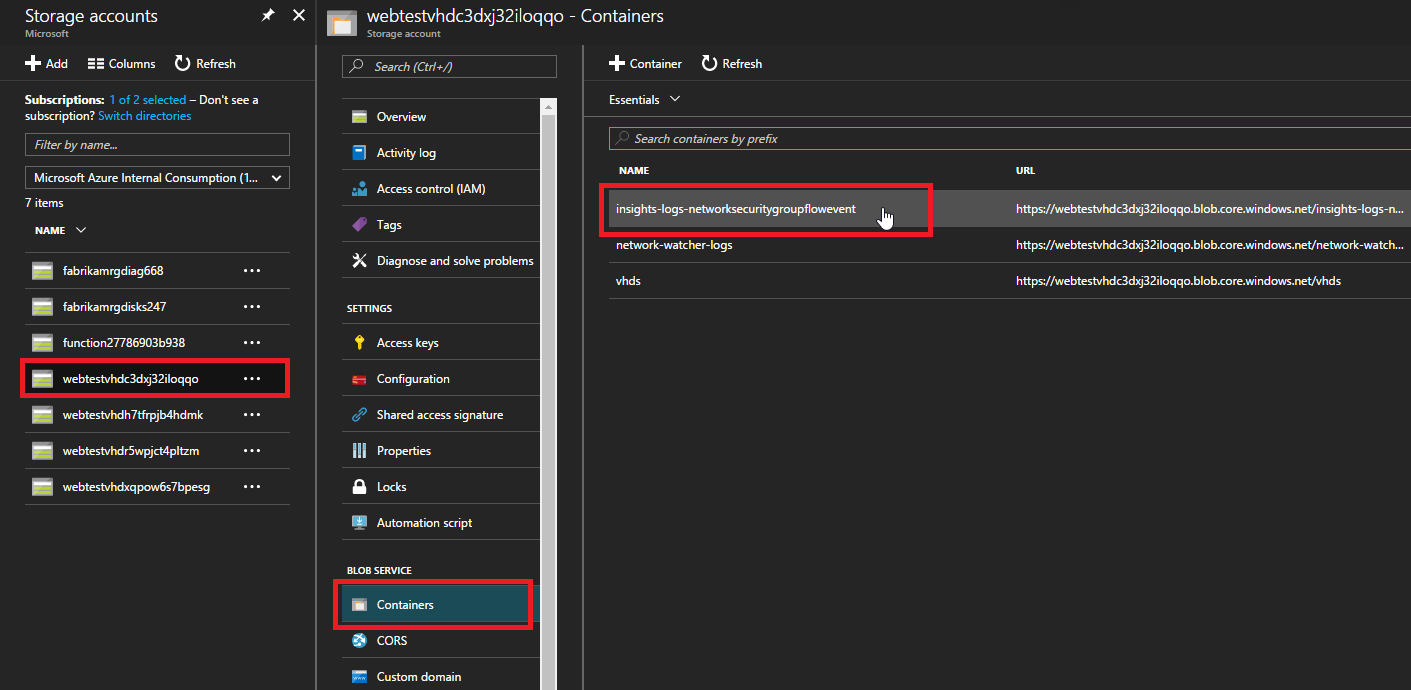 Storage accounts
Microsoft
Add
Columns
Refresh
Subscriptions: 1 of 2 selected – Don't see a
subscription? Switch directories
Filter by name...
Microsoft Azure Internal Consumption (1...
7 items
NAME
fabrikamrgdiag668
fabrikamrgdisks247
function27786903b938
webtestvhdc3dxj32iloqqo
webtestvhdh7tfrpjb4hdmk
webtestvhdr5wpjct4pltzm
webtestvhdxqpow6s7bpesg
webtestvhdc3dxj32iloqqo - Containers
Storage account
Search (Ctrl+/)
Overview
Activity log
Access control (IAM)
Tags
Diagnose and solve problems
SETTINGS
Access keys
Configuration
Shared access signature
Properties
Locks
Automation script
BLOB SERVICE
Containers
CORS
Custom domain
Container
Refresh
Essentials
Search containers by prefix
NAME URL
insights-logs-networksecuritygroupflowevent https://webtestvhdc3dxj32iloqqo.blob.core.windows.net/insights-logs-n...
network-watcher-logs https://webtestvhdc3dxj32iloqqo.blob.core.windows.net/network-watch...
vhds https://webtestvhdc3dxj32iloqqo.blob.core.windows.net/vhds